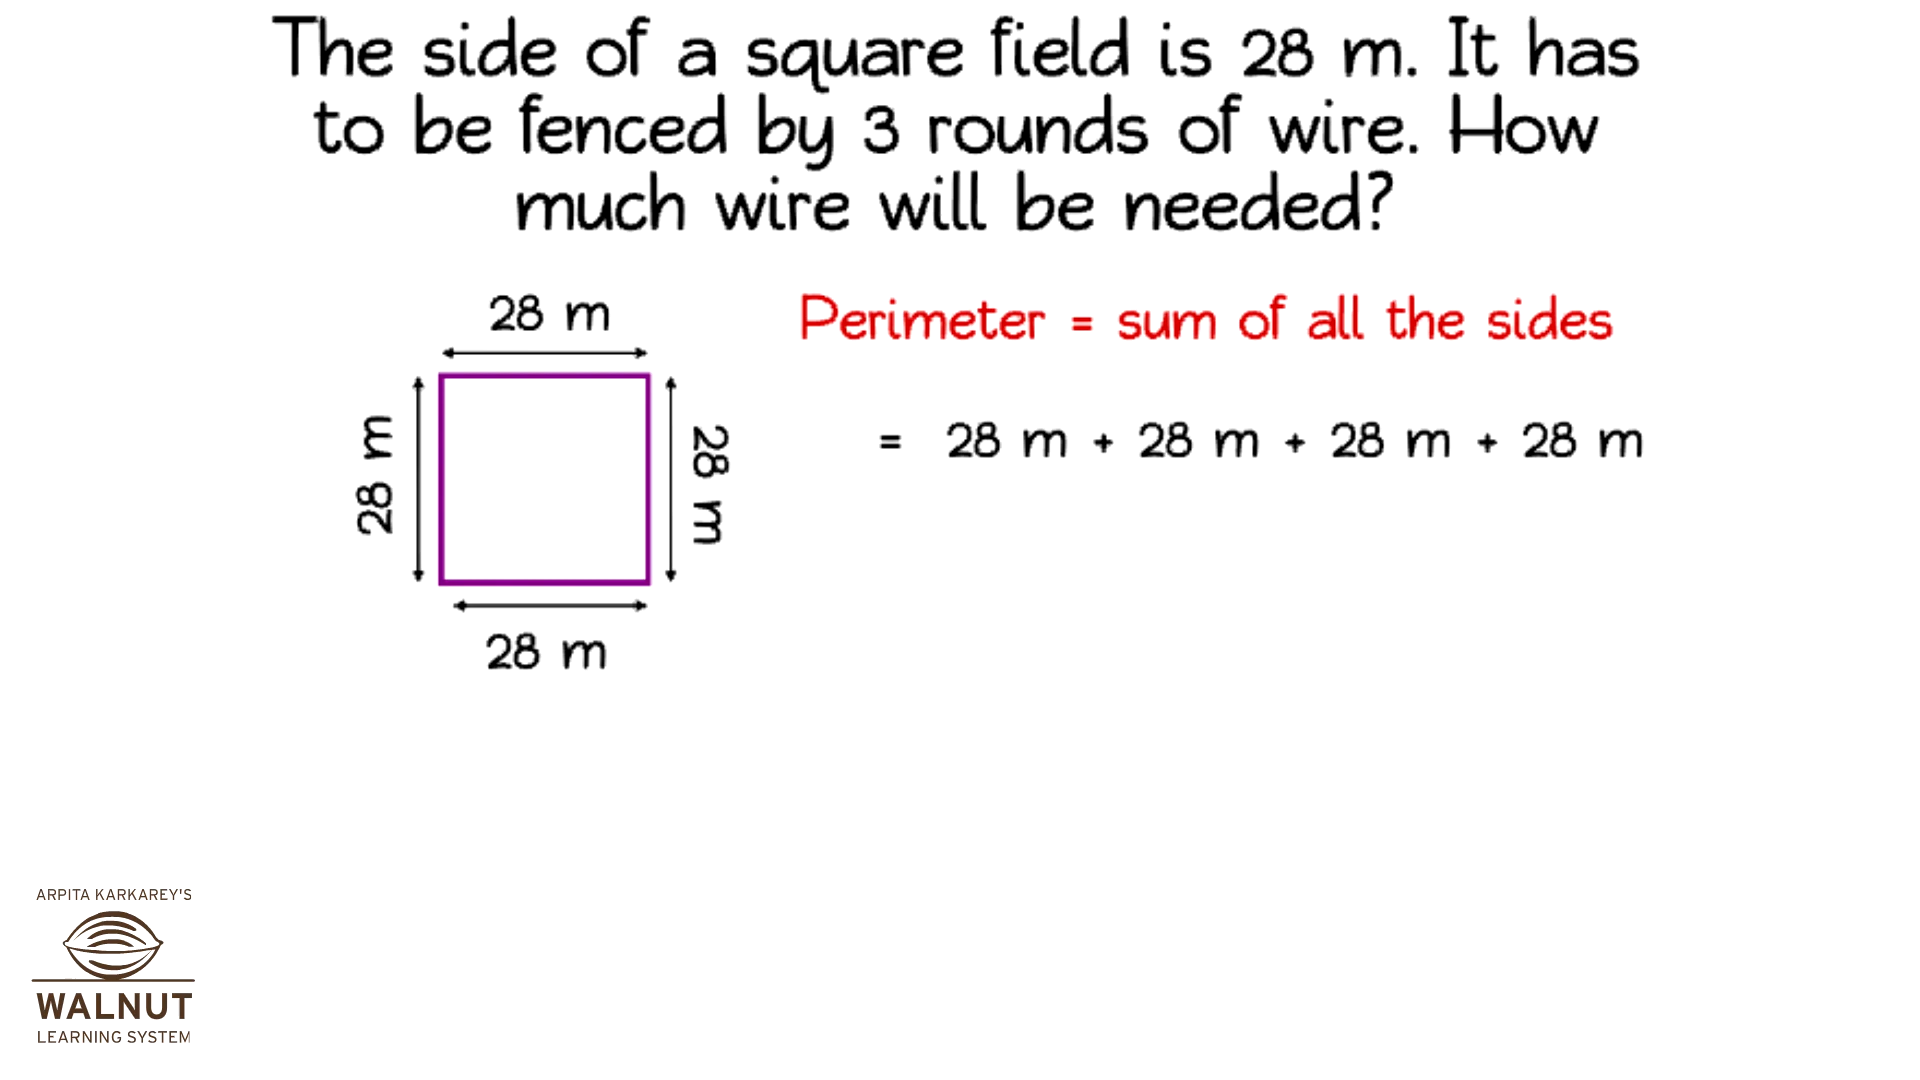 The side of a square field is 28 m. It has
to be fenced by 3 rounds of wire. How
much wire will be needed?
28 m
Perimeter = sum of all the sides
28 m
28 m
= 28 m + 28 m + 28 m + 28 m
28 m
ARPITA KARKAREY'S
WALNUT
LEARNING SYSTEM